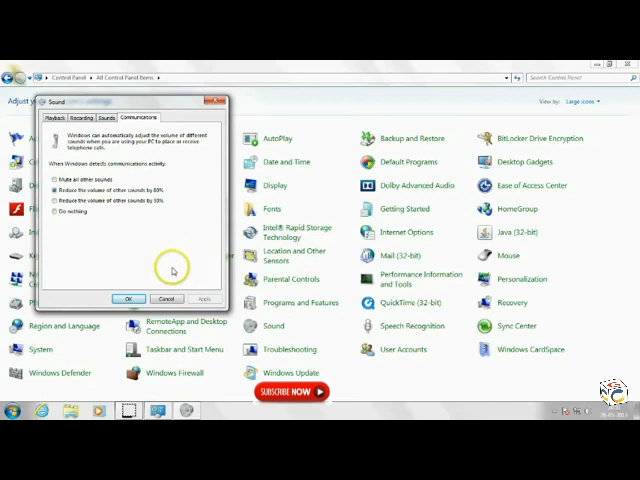 Control Panel ▸ All Control Panel Items ▸
Search Control Panel
Adjust your
View by: Large icons
Sound
Playback Recording Sounds Communications
Windows can automatically adjust the volume of different
sounds when you are using your PC to place or receive
telephone calls.
When Windows detects communications activity:
Mute all other sounds
Reduce the volume of other sounds by 80%
Reduce the volume of other sounds by 50%
Do nothing
OK Cancel Apply
AutoPlay Backup and Restore BitLocker Drive Encryption
Date and Time Default Programs Desktop Gadgets
Display Dolby Advanced Audio Ease of Access Center
Fonts Getting Started HomeGroup
Intel® Rapid Storage
Technology
Internet Options Java (32-bit)
Location and Other
Sensors
Mail (32-bit) Mouse
Parental Controls
Performance Information
and Tools
Personalization
Programs and Features QuickTime (32-bit) Recovery
Region and Language
RemoteApp and Desktop
Connections
Sound Speech Recognition Sync Center
System Taskbar and Start Menu Troubleshooting User Accounts Windows CardSpace
Windows Defender Windows Firewall Windows Update
SUBSCRIBE NOW